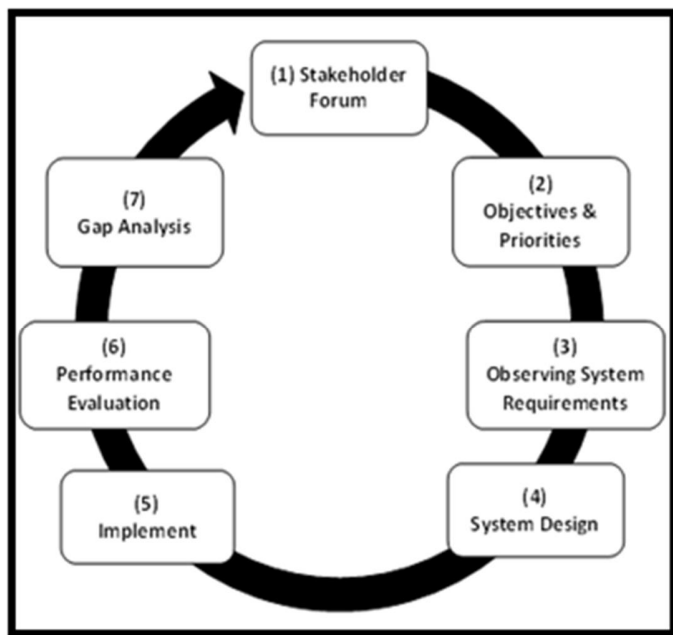 (1) Stakeholder
Forum
(2)
Objectives &
Priorities
(3)
Observing System
Requirements
(4)
System Design
(5)
Implement
(6)
Performance
Evaluation
(7)
Gap Analysis